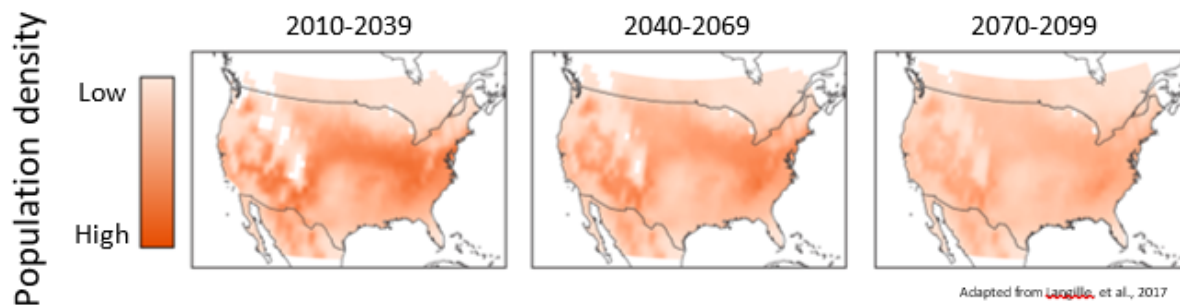 Population density
Low
High
2010-2039
2040-2069
2070-2099
Adapted from Langille, et al., 2017